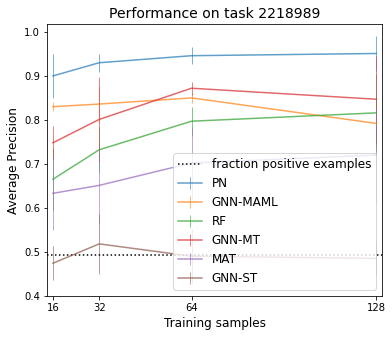 Performance on task 2218989
1.0
0.9
0.8
0.7
0.6
0.5
0.4
Average Precision
fraction positive examples
PN
GNN-MAML
RF
GNN-MT
MAT
GNN-ST
16 32 64 128
Training samples